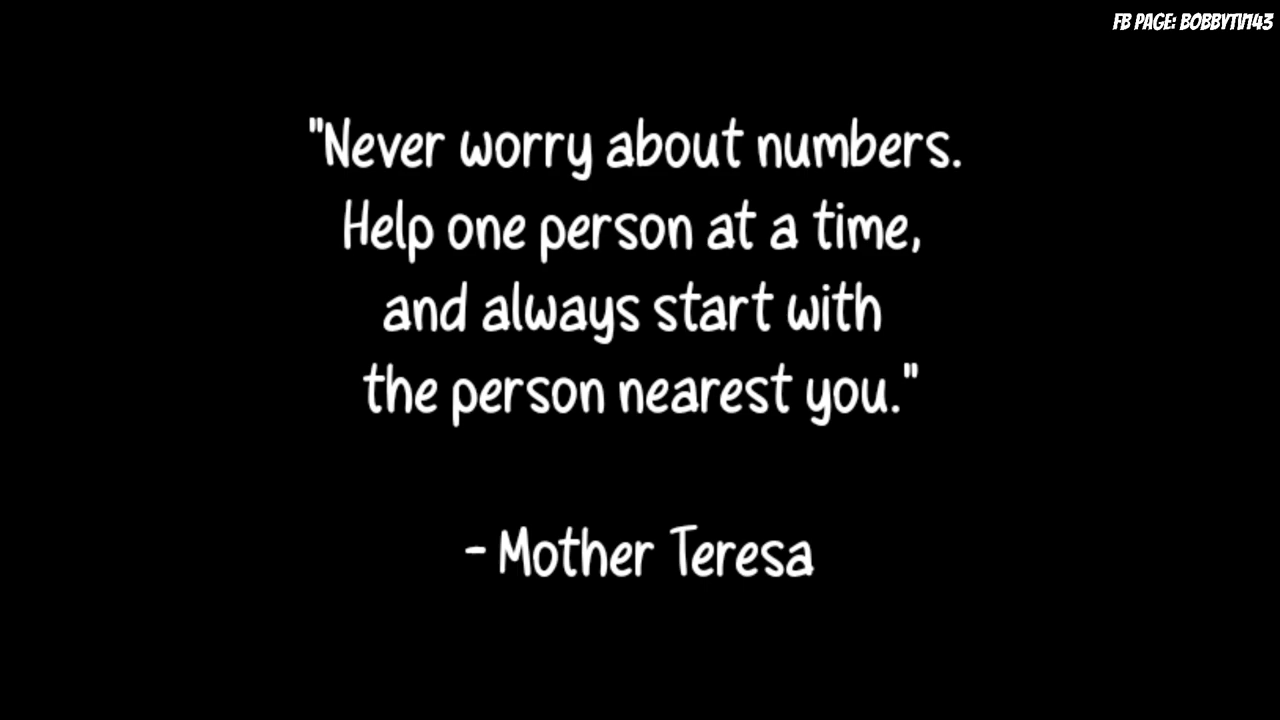 FB PAGE: BOBBYTV143
"Never worry about numbers.
Help one person at a time,
and always start with
the person nearest you."
- Mother Teresa